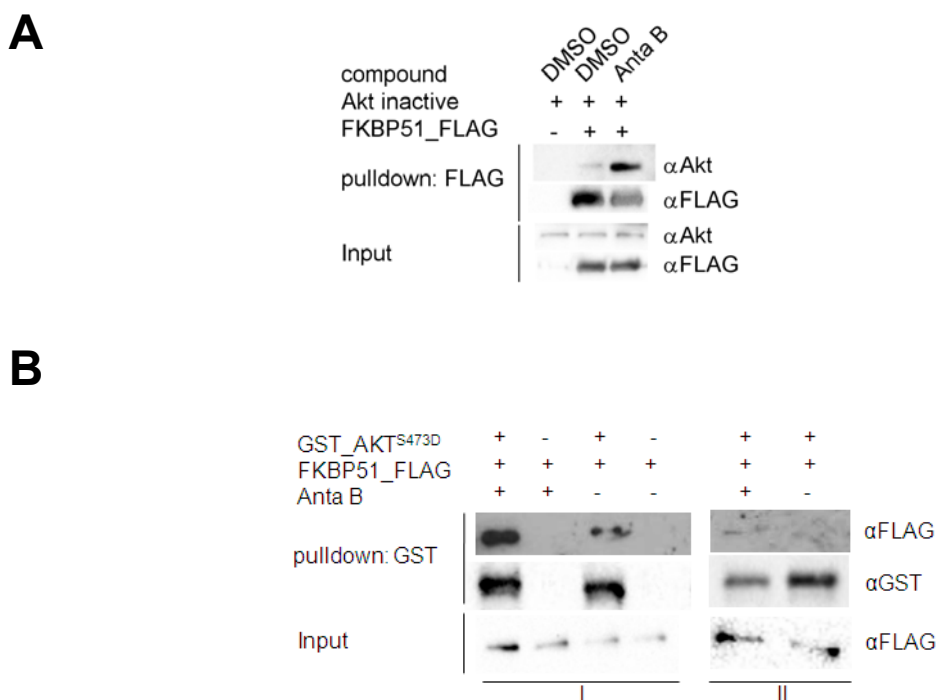 A
compound DMSO DMSO Anta B
Akt inactive + + +
FKBP51_FLAG - + +
pulldown: FLAG
αAkt
αFLAG
Input
αAkt
αFLAG
B
GST_AKTS473D + - + - + +
FKBP51_FLAG + + + + + +
Anta B + + - - + -
pulldown: GST
αFLAG
αGST
Input
αFLAG
I II